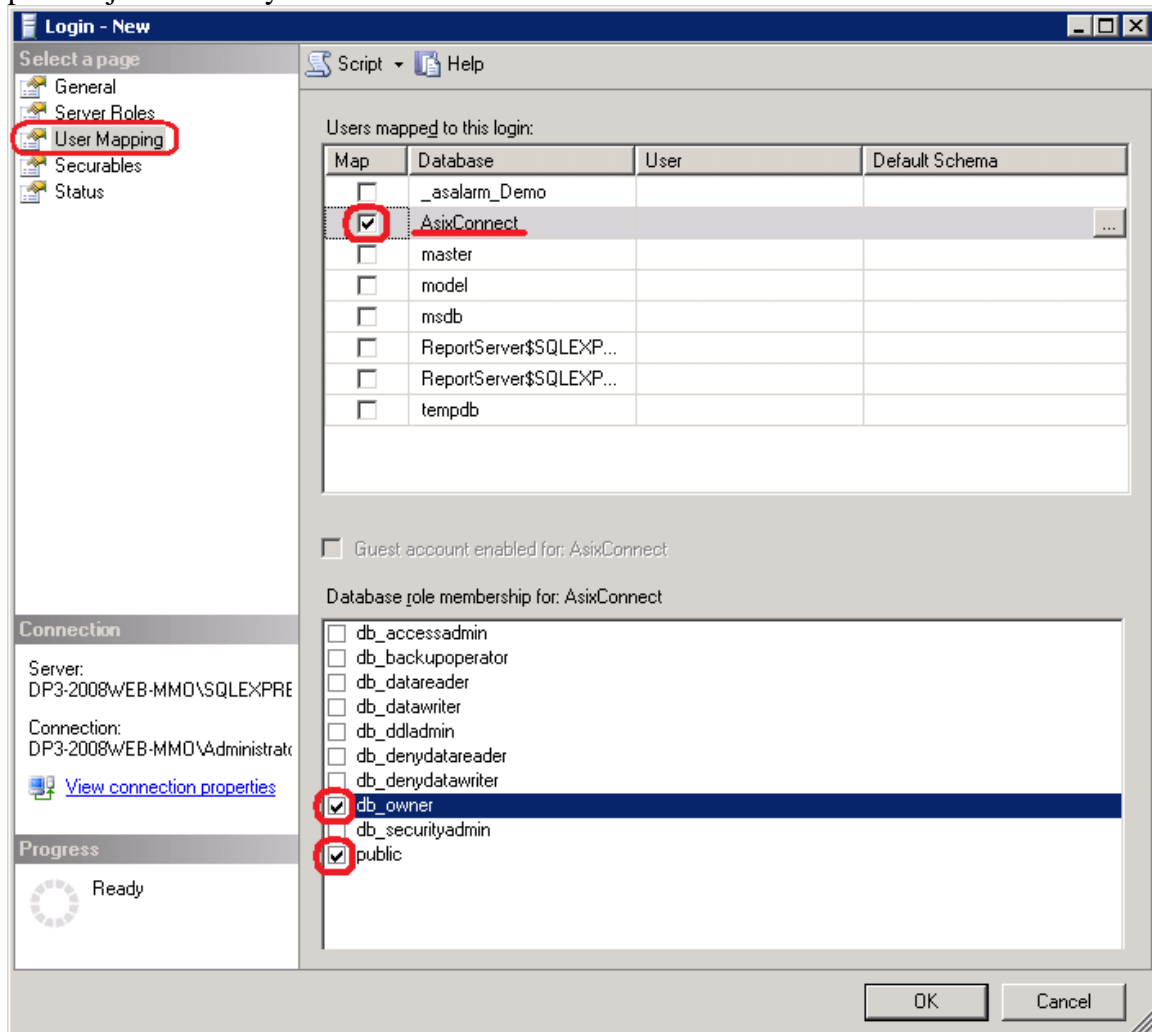 Login - New
Select a page
General
Server Roles
User Mapping
Securables
Status
Script
Help
Users mapped to this login:
Map Database User Default Schema
_asalarm_Demo
AsixConnect ...
master
model
msdb
ReportServer$SQLEXP...
ReportServer$SQLEXP...
tempdb
Guest account enabled for: AsixConnect
Database role membership for: AsixConnect
db_accessadmin
db_backupoperator
db_datareader
db_datawriter
db_ddladmin
db_denydatareader
db_denydatawriter
db_owner
db_securityadmin
public
Connection
Server:
DP3-2008WEB-MMO\SQLEXPRE
Connection:
DP3-2008WEB-MMO\Administrato
View connection properties
Progress
Ready
OK Cancel